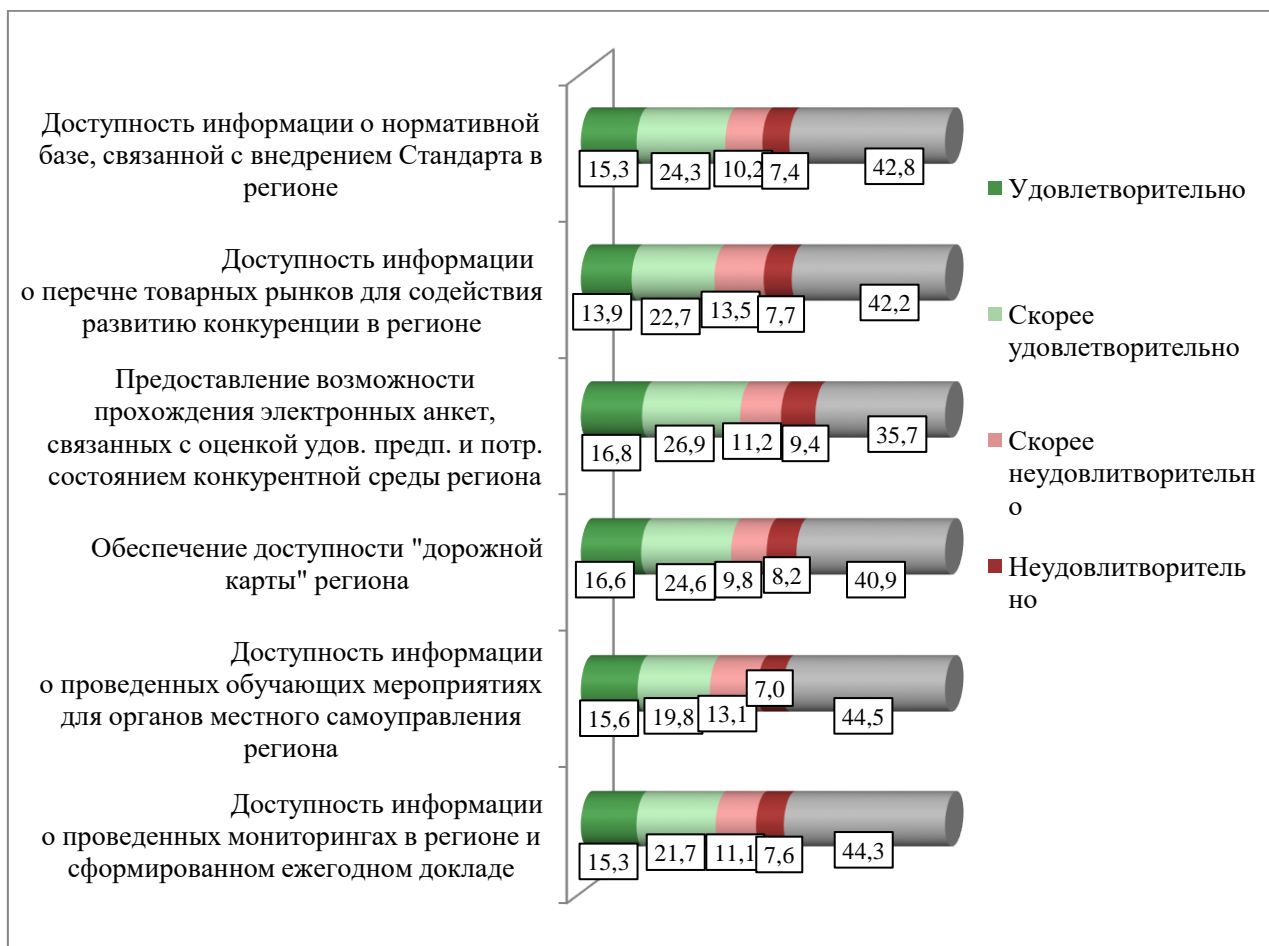 Доступность информации о нормативной
базе, связанной с внедрением Стандарта в
регионе
15,3
24,3
10,2
7,4
42,8
Доступность информации
о перечне товарных рынков для содействия
развитию конкуренции в регионе
13,9
22,7
13,5
7,7
42,2
Предоставление возможности
прохождения электронных анкет,
связанных с оценкой удов. предп. и потр.
состоянием конкурентной среды региона
16,8
26,9
11,2
9,4
35,7
Обеспечение доступности "дорожной
карты" региона
16,6
24,6
9,8
8,2
40,9
Доступность информации
о проведенных обучающих мероприятиях
для органов местного самоуправления
региона
15,6
19,8
13,1
7,0
44,5
Доступность информации
о проведенных мониторингах в регионе и
сформированном ежегодном докладе
15,3
21,7
11,1
7,6
44,3
Удовлетворительно
Скорее
удовлетворительно
Скорее
неудовлитворительн
о
Неудовлитворитель
но